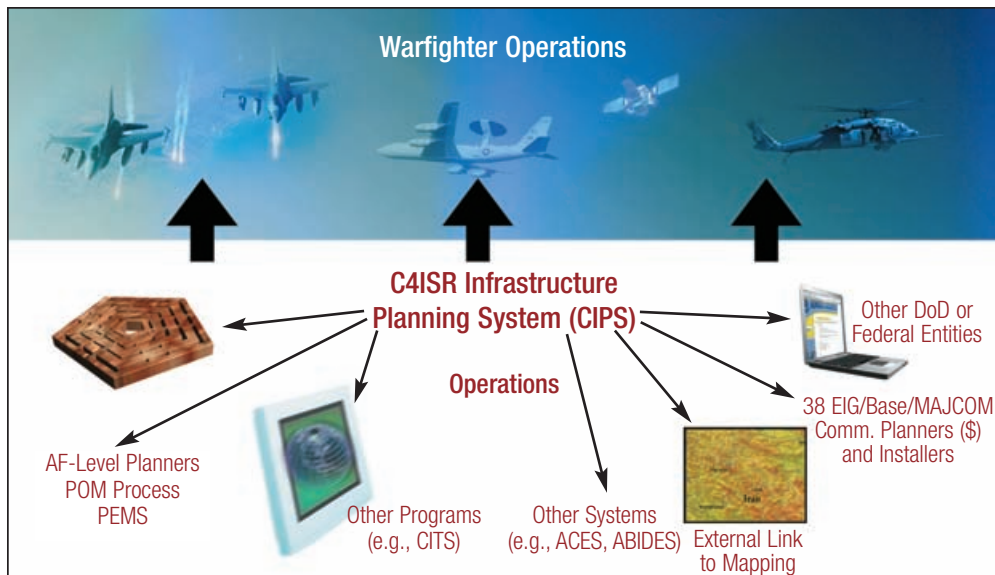 Warfighter Operations
C4ISR Infrastructure
Planning System (CIPS)
Operations
Other DoD or
Federal Entities
38 EIG/Base/MAJCOM
Comm. Planners ($)
and Installers
AF-Level Planners
POM Process
PEMS
Other Programs
(e.g., CITS)
Other Systems
(e.g., ACES, ABIDES)
Iran
External Link
to Mapping